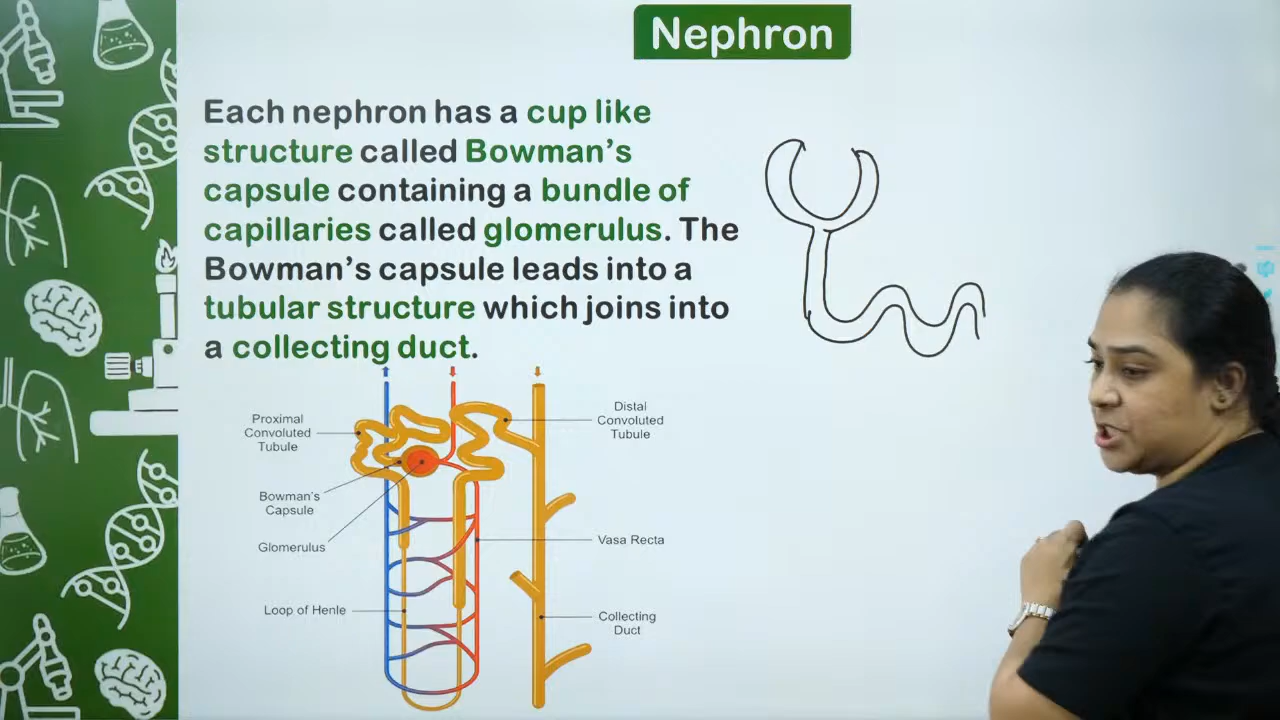 Nephron
Each nephron has a cup like
structure called Bowman's
capsule containing a bundle of
capillaries called glomerulus. The
Bowman's capsule leads into a
tubular structure which joins into
a collecting duct.
Proximal
Convoluted
Tubule
Distal
Convoluted
Tubule
Bowman's
Capsule
Glomerulus
Vasa Recta
Loop of Henle
Collecting
Duct